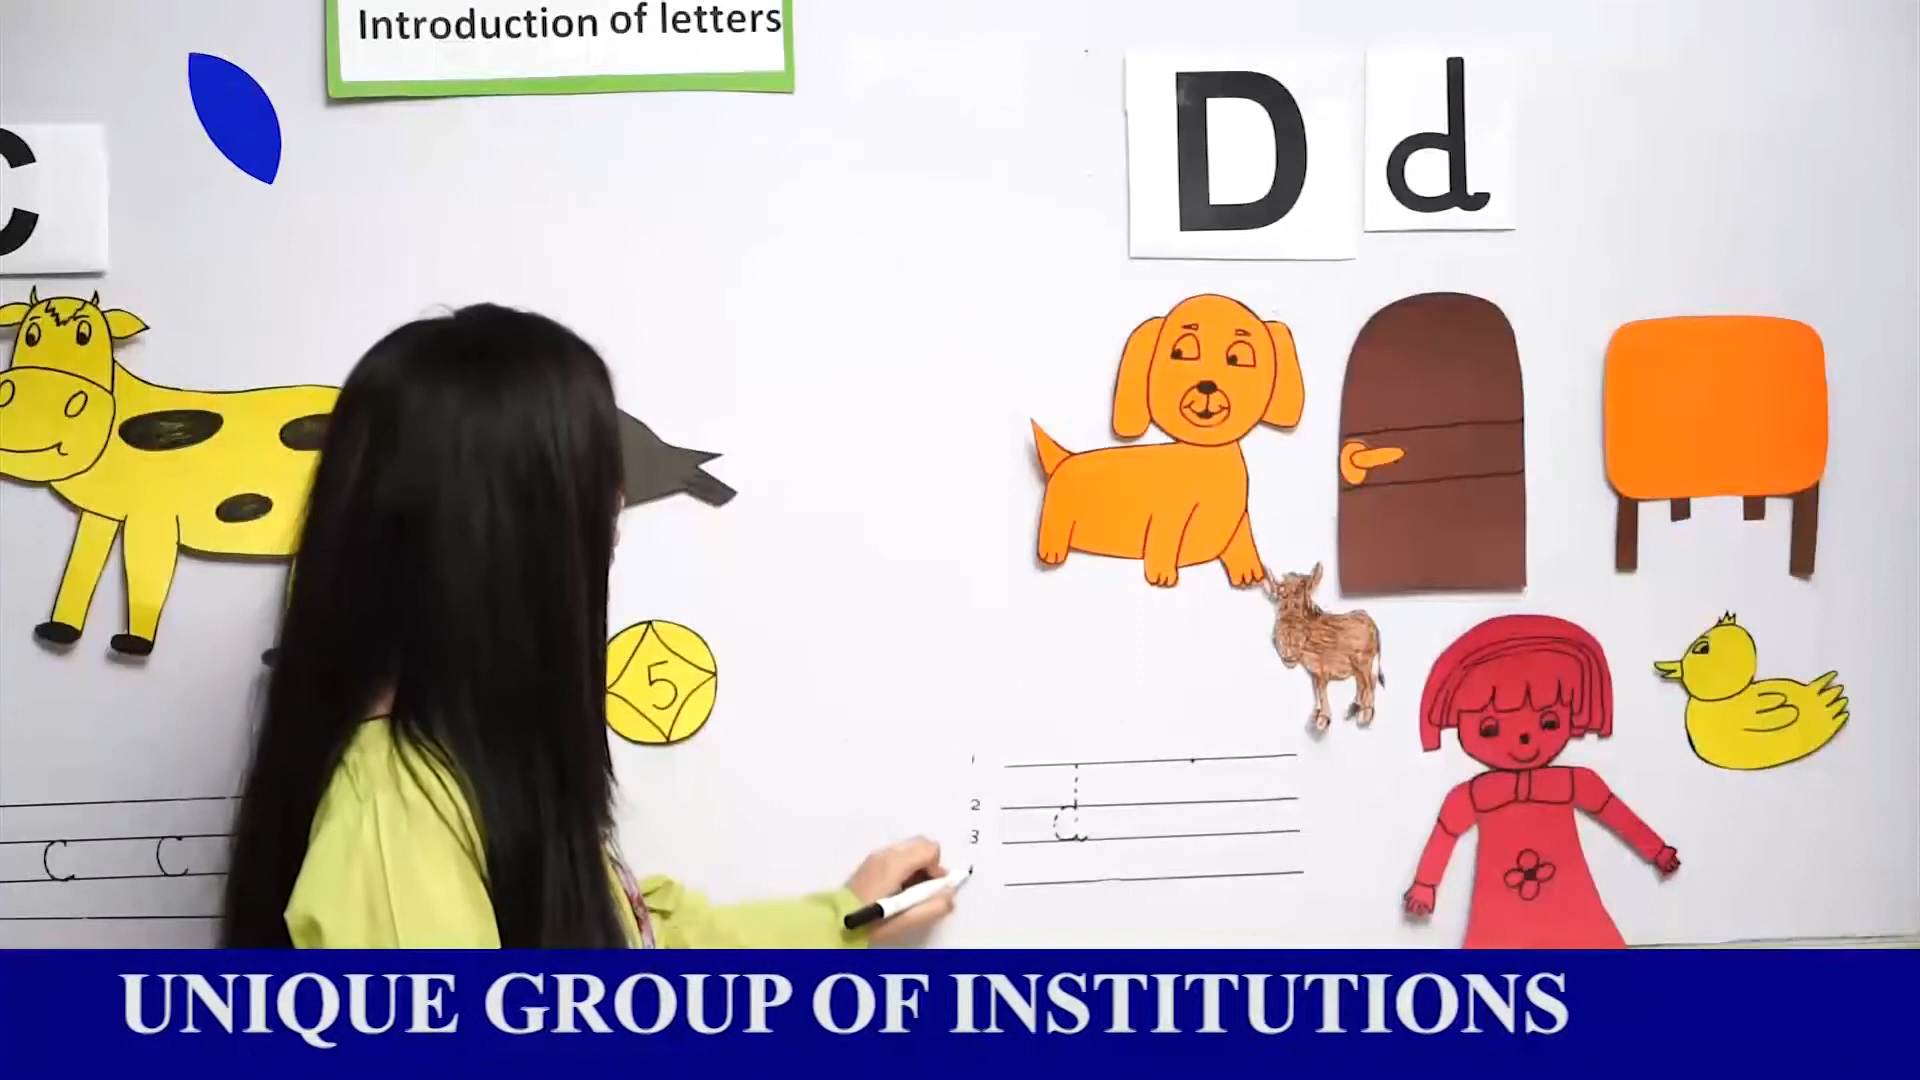 Introduction of letters
C
D d
5
1
2 d
3
C C
UNIQUE GROUP OF INSTITUTIONS